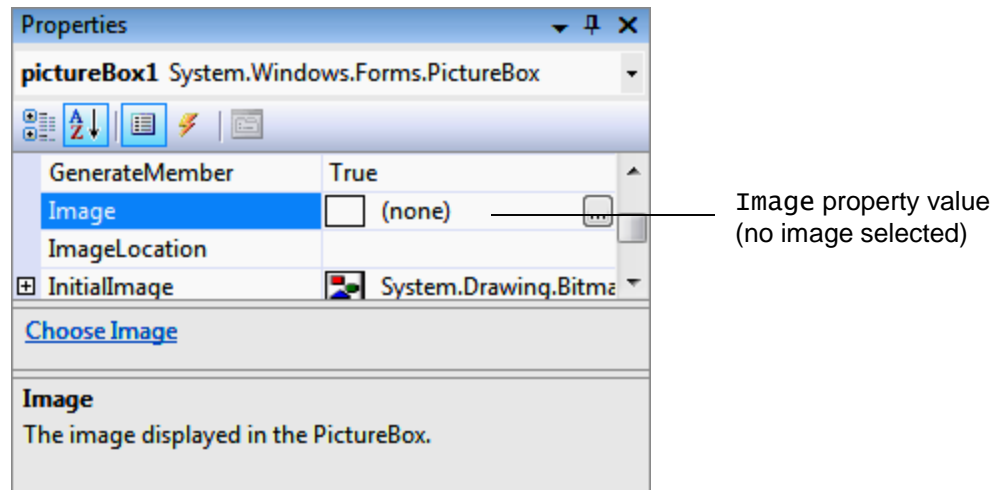 Properties
pictureBox1 System.Windows.Forms.PictureBox
GenerateMember True
Image (none) ...
ImageLocation
InitialImage System.Drawing.Bitma
Choose Image
Image
The image displayed in the PictureBox.
Image property value
(no image selected)